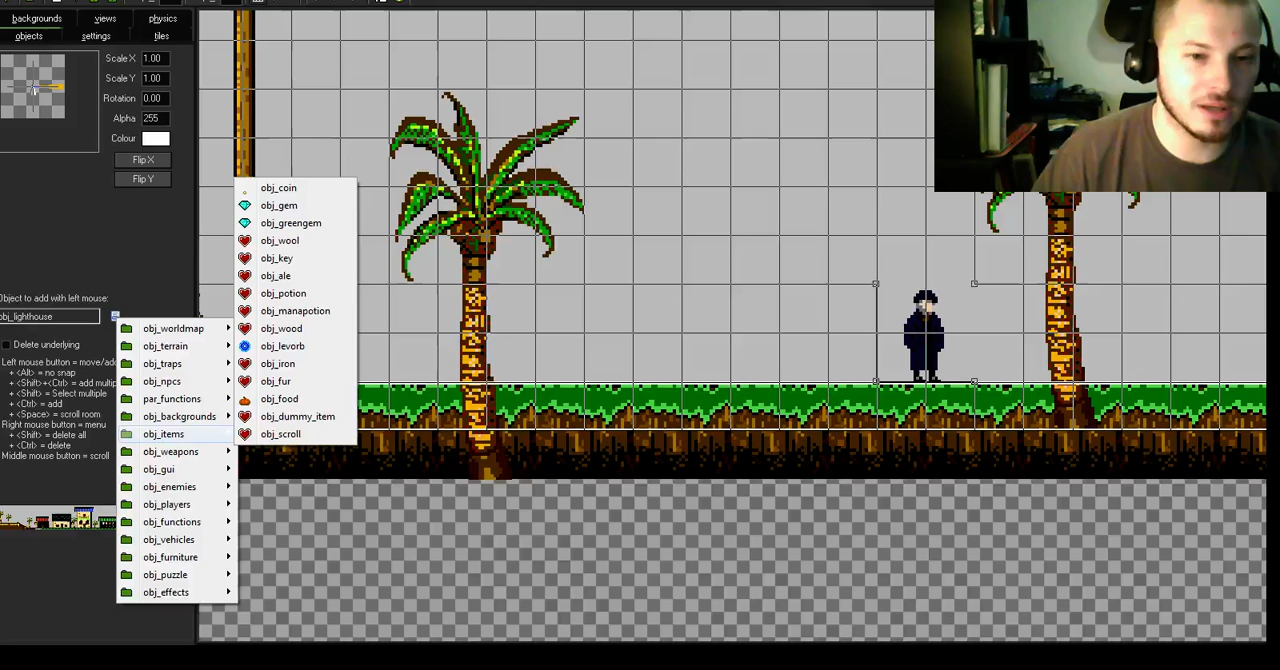 backgrounds views physics
objects settings tiles
Scale X 1.00
Scale Y 1.00
Rotation 0.00
Alpha 255
Colour
Flip X
Flip Y
Object to add with left mouse:
obj_lighthouse
Delete underlying
Left mouse button = move/add
+ <Alt> = no snap
+ <Shift>+<Ctrl> = add multip
+ <Shift> = Select multiple
+ <Ctrl> = add
+ <Space> = scroll room
Right mouse button = menu
+ <Shift> = delete all
+ <Ctrl> = delete
Middle mouse button = scroll
obj_worldmap
obj_terrain
obj_traps
obj_npcs
par_functions
obj_backgrounds
obj_items
obj_weapons
obj_gui
obj_enemies
obj_players
obj_functions
obj_vehicles
obj_furniture
obj_puzzle
obj_effects
obj_coin
obj_gem
obj_greengem
obj_wool
obj_key
obj_ale
obj_potion
obj_manapotion
obj_wood
obj_levorb
obj_iron
obj_fur
obj_food
obj_dummy_item
obj_scroll